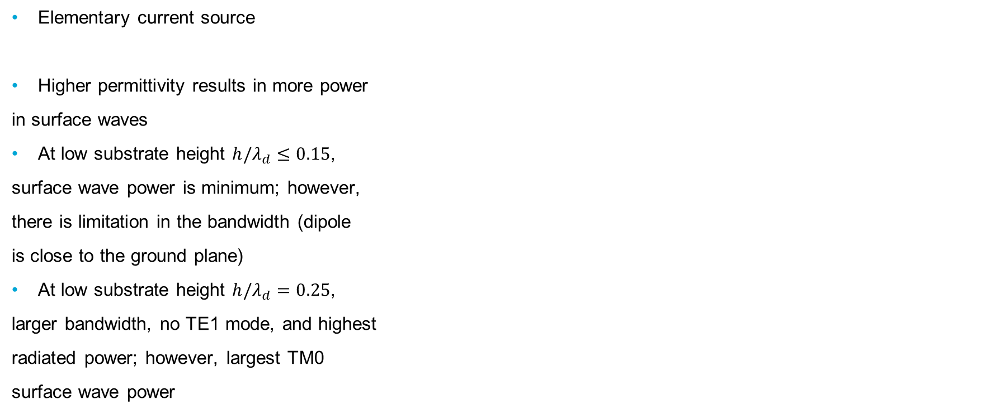 • Elementary current source
• Higher permittivity results in more power
in surface waves
• At low substrate height ℎ/𝜆𝑑 ≤ 0.15,
surface wave power is minimum; however,
there is limitation in the bandwidth (dipole
is close to the ground plane)
• At low substrate height ℎ/𝜆𝑑 = 0.25,
larger bandwidth, no TE1 mode, and highest
radiated power; however, largest TM0
surface wave power